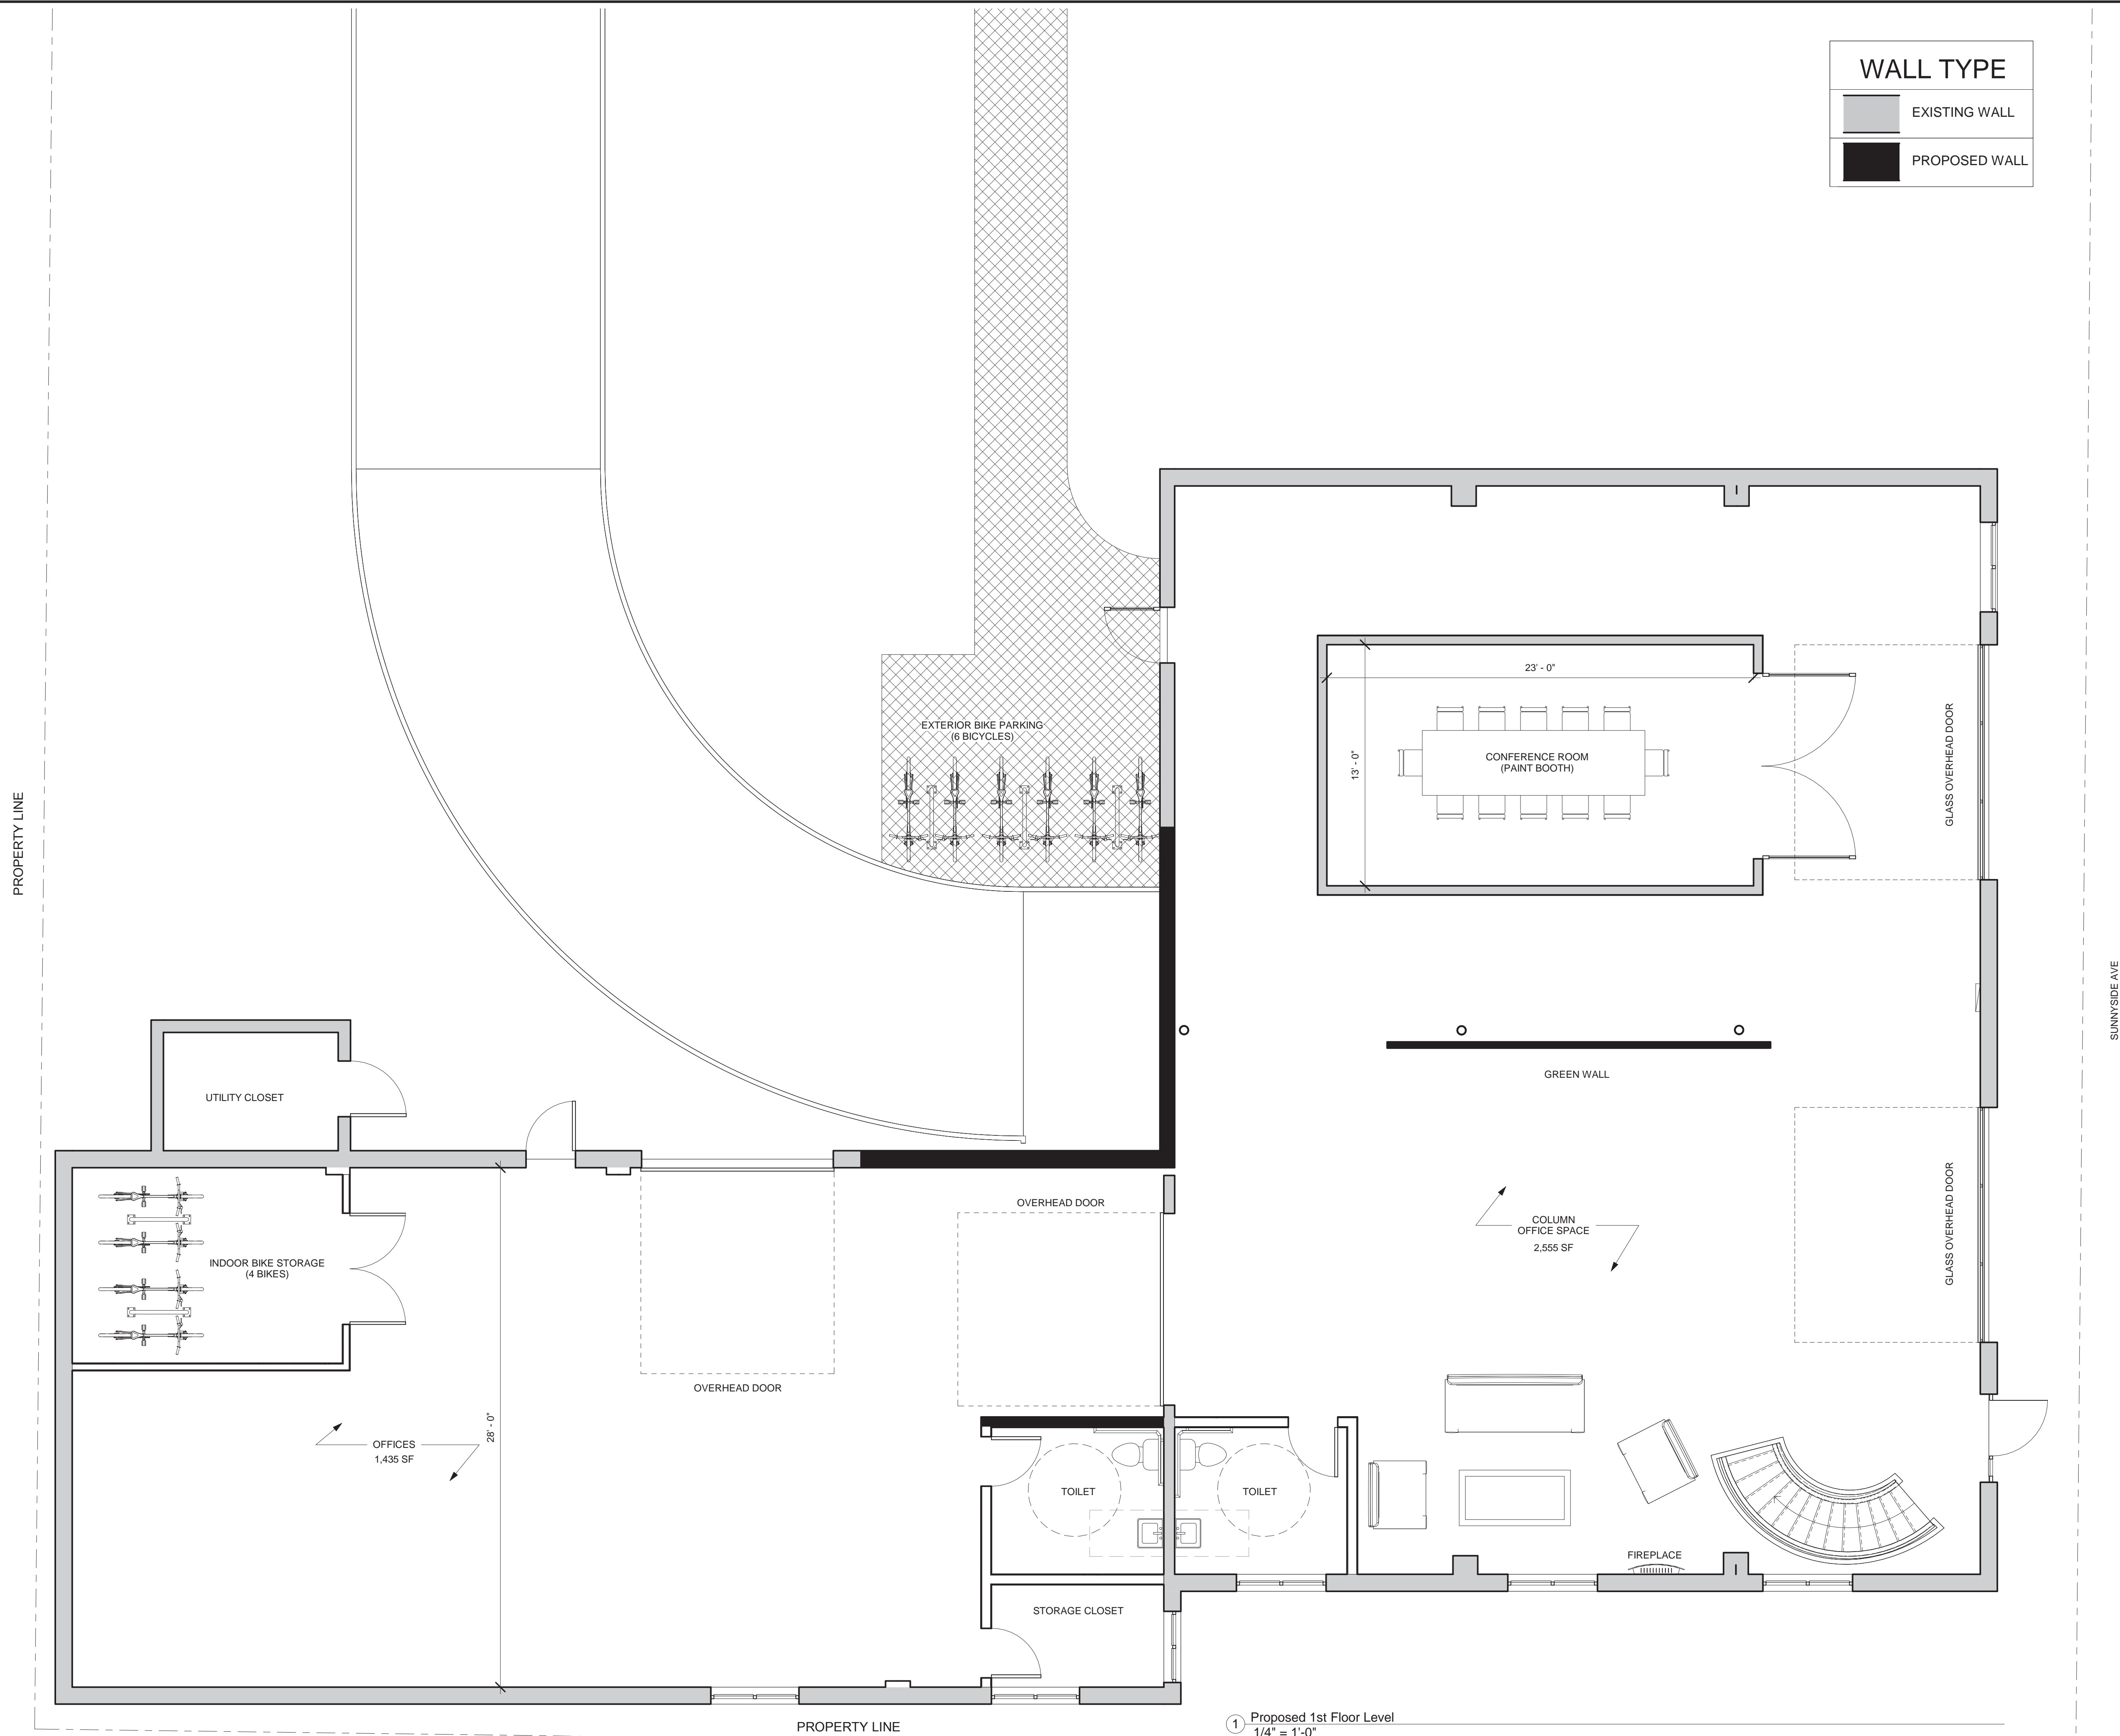 WALL TYPE
EXISTING WALL
PROPOSED WALL
23' - 0"
EXTERIOR BIKE PARKING
(6 BICYCLES)
13' - 0"
CONFERENCE ROOM
(PAINT BOOTH)
GLASS OVERHEAD DOOR
PROPERTY LINE
SUNNYSIDE AVE
GREEN WALL
UTILITY CLOSET
OVERHEAD DOOR
COLUMN
OFFICE SPACE
2,555 SF
GLASS OVERHEAD DOOR
INDOOR BIKE STORAGE
(4 BIKES)
OVERHEAD DOOR
28' - 0"
OFFICES
1,435 SF
TOILET
TOILET
FIREPLACE
STORAGE CLOSET
PROPERTY LINE
1
Proposed 1st Floor Level
1/4" = 1'-0"